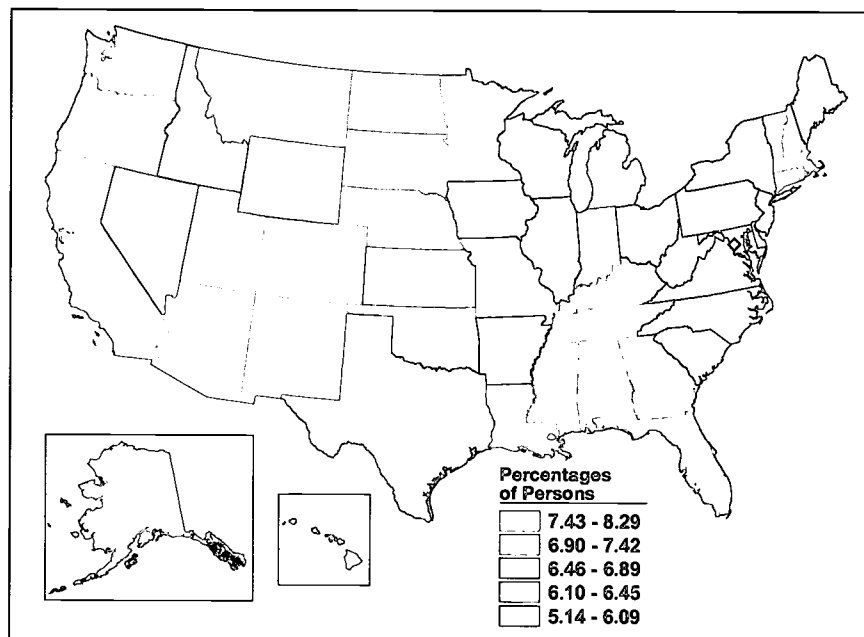 Percentages
of Persons
7.43 - 8.29
6.90 - 7.42
6.46 - 6.89
6.10 - 6.45
5.14 - 6.09